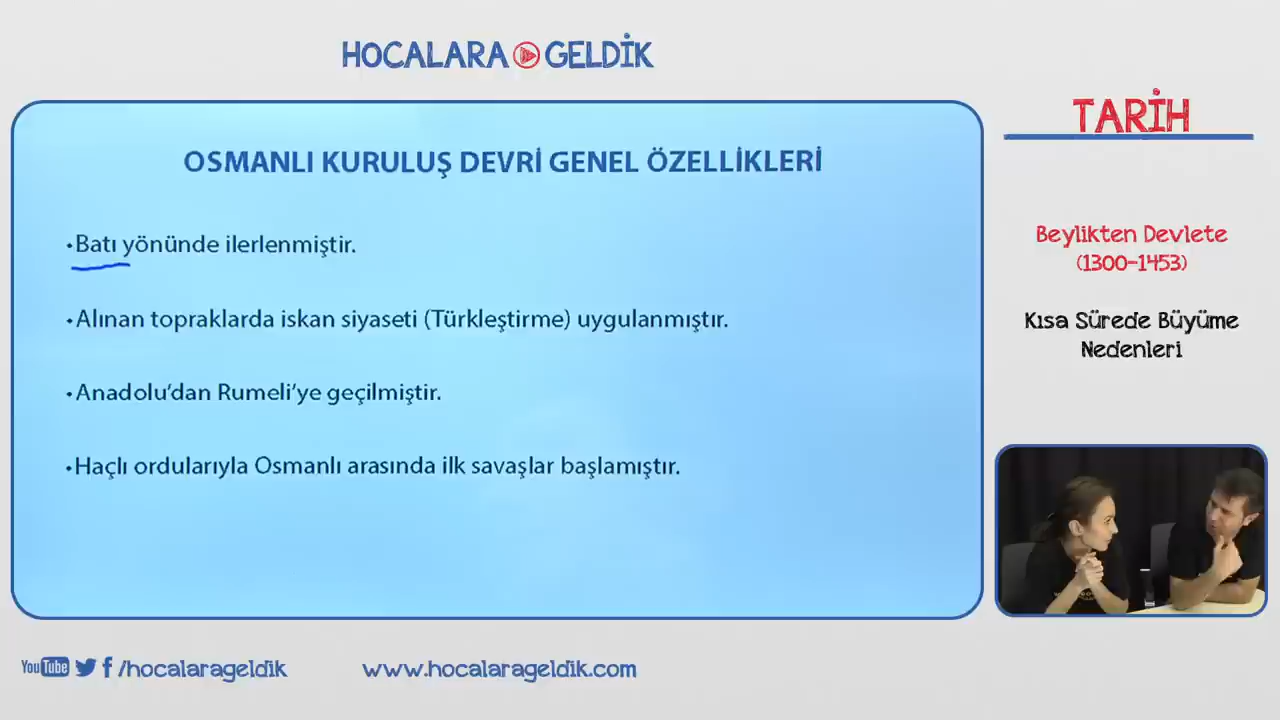 HOCALARA GELDİK
TARİH
OSMANLI KURULUŞ DEVRİ GENEL ÖZELLİKLERİ
•Batı yönünde ilerlenmiştir.
•Alınan topraklarda iskan siyaseti (Türkleştirme) uygulanmıştır.
•Anadolu'dan Rumeli'ye geçilmiştir.
•Haçlı ordularıyla Osmanlı arasında ilk savaşlar başlamıştır.
Beylikten Devlete
(1300-1453)
Kısa Sürede Büyüme
Nedenleri
YouTube f /hocalarageldik
www.hocalarageldik.com